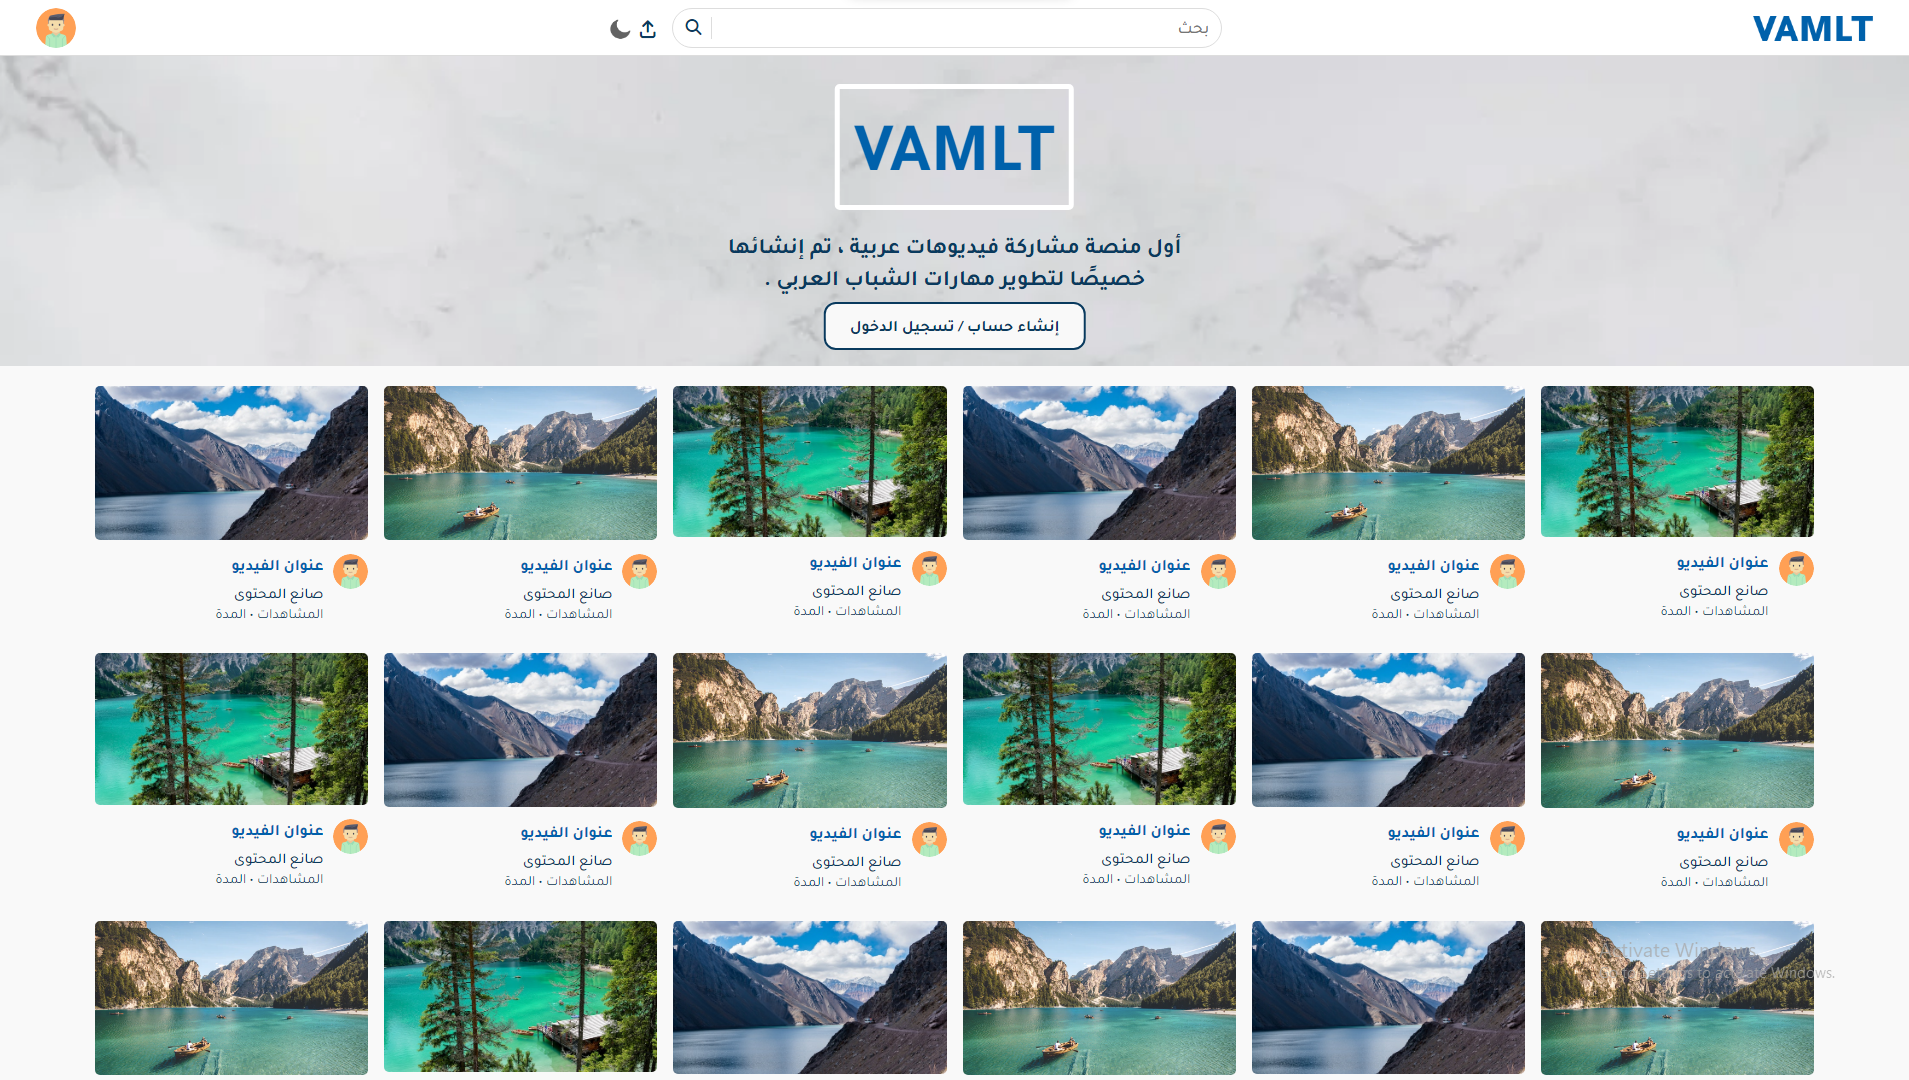 VAMLT
بحث
VAMLT
أول منصة مشاركة فيديوهات عربية ، تم إنشائها
خصيصًا لتطوير مهارات الشباب العربي .
إنشاء حساب / تسجيل الدخول
عنوان الفيديو
صانع المحتوى
المشاهدات • المدة
عنوان الفيديو
صانع المحتوى
المشاهدات • المدة
عنوان الفيديو
صانع المحتوى
المشاهدات • المدة
عنوان الفيديو
صانع المحتوى
المشاهدات • المدة
عنوان الفيديو
صانع المحتوى
المشاهدات • المدة
عنوان الفيديو
صانع المحتوى
المشاهدات • المدة
عنوان الفيديو
صانع المحتوى
المشاهدات • المدة
عنوان الفيديو
صانع المحتوى
المشاهدات • المدة
عنوان الفيديو
صانع المحتوى
المشاهدات • المدة
عنوان الفيديو
صانع المحتوى
المشاهدات • المدة
عنوان الفيديو
صانع المحتوى
المشاهدات • المدة
عنوان الفيديو
صانع المحتوى
المشاهدات • المدة
Activate Windows
to activate Windows.